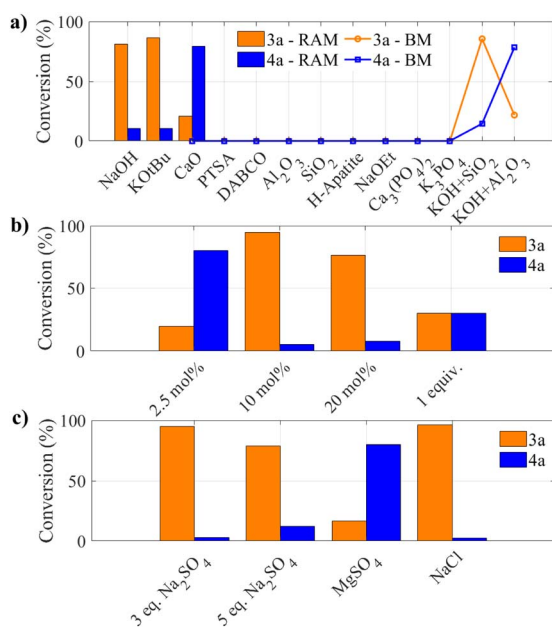 a)
Conversion (%)
100
50
0
3a - RAM
3a - BM
4a - RAM
4a - BM
NaOH
KOtBu
CaO
PTSA
DABCO
Al₂O₃
SiO₂
H-Apatite
NaOEt
Ca₃(PO₄)₂
K₃PO₄
KOH+SiO₂
KOH+Al₂O₃
b)
Conversion (%)
100
50
0
3a
4a
2.5 mol%
10 mol%
20 mol%
1 equiv.
c)
Conversion (%)
100
50
0
3a
4a
3 eq. Na₂SO₄
5 eq. Na₂SO₄
MgSO₄
NaCl